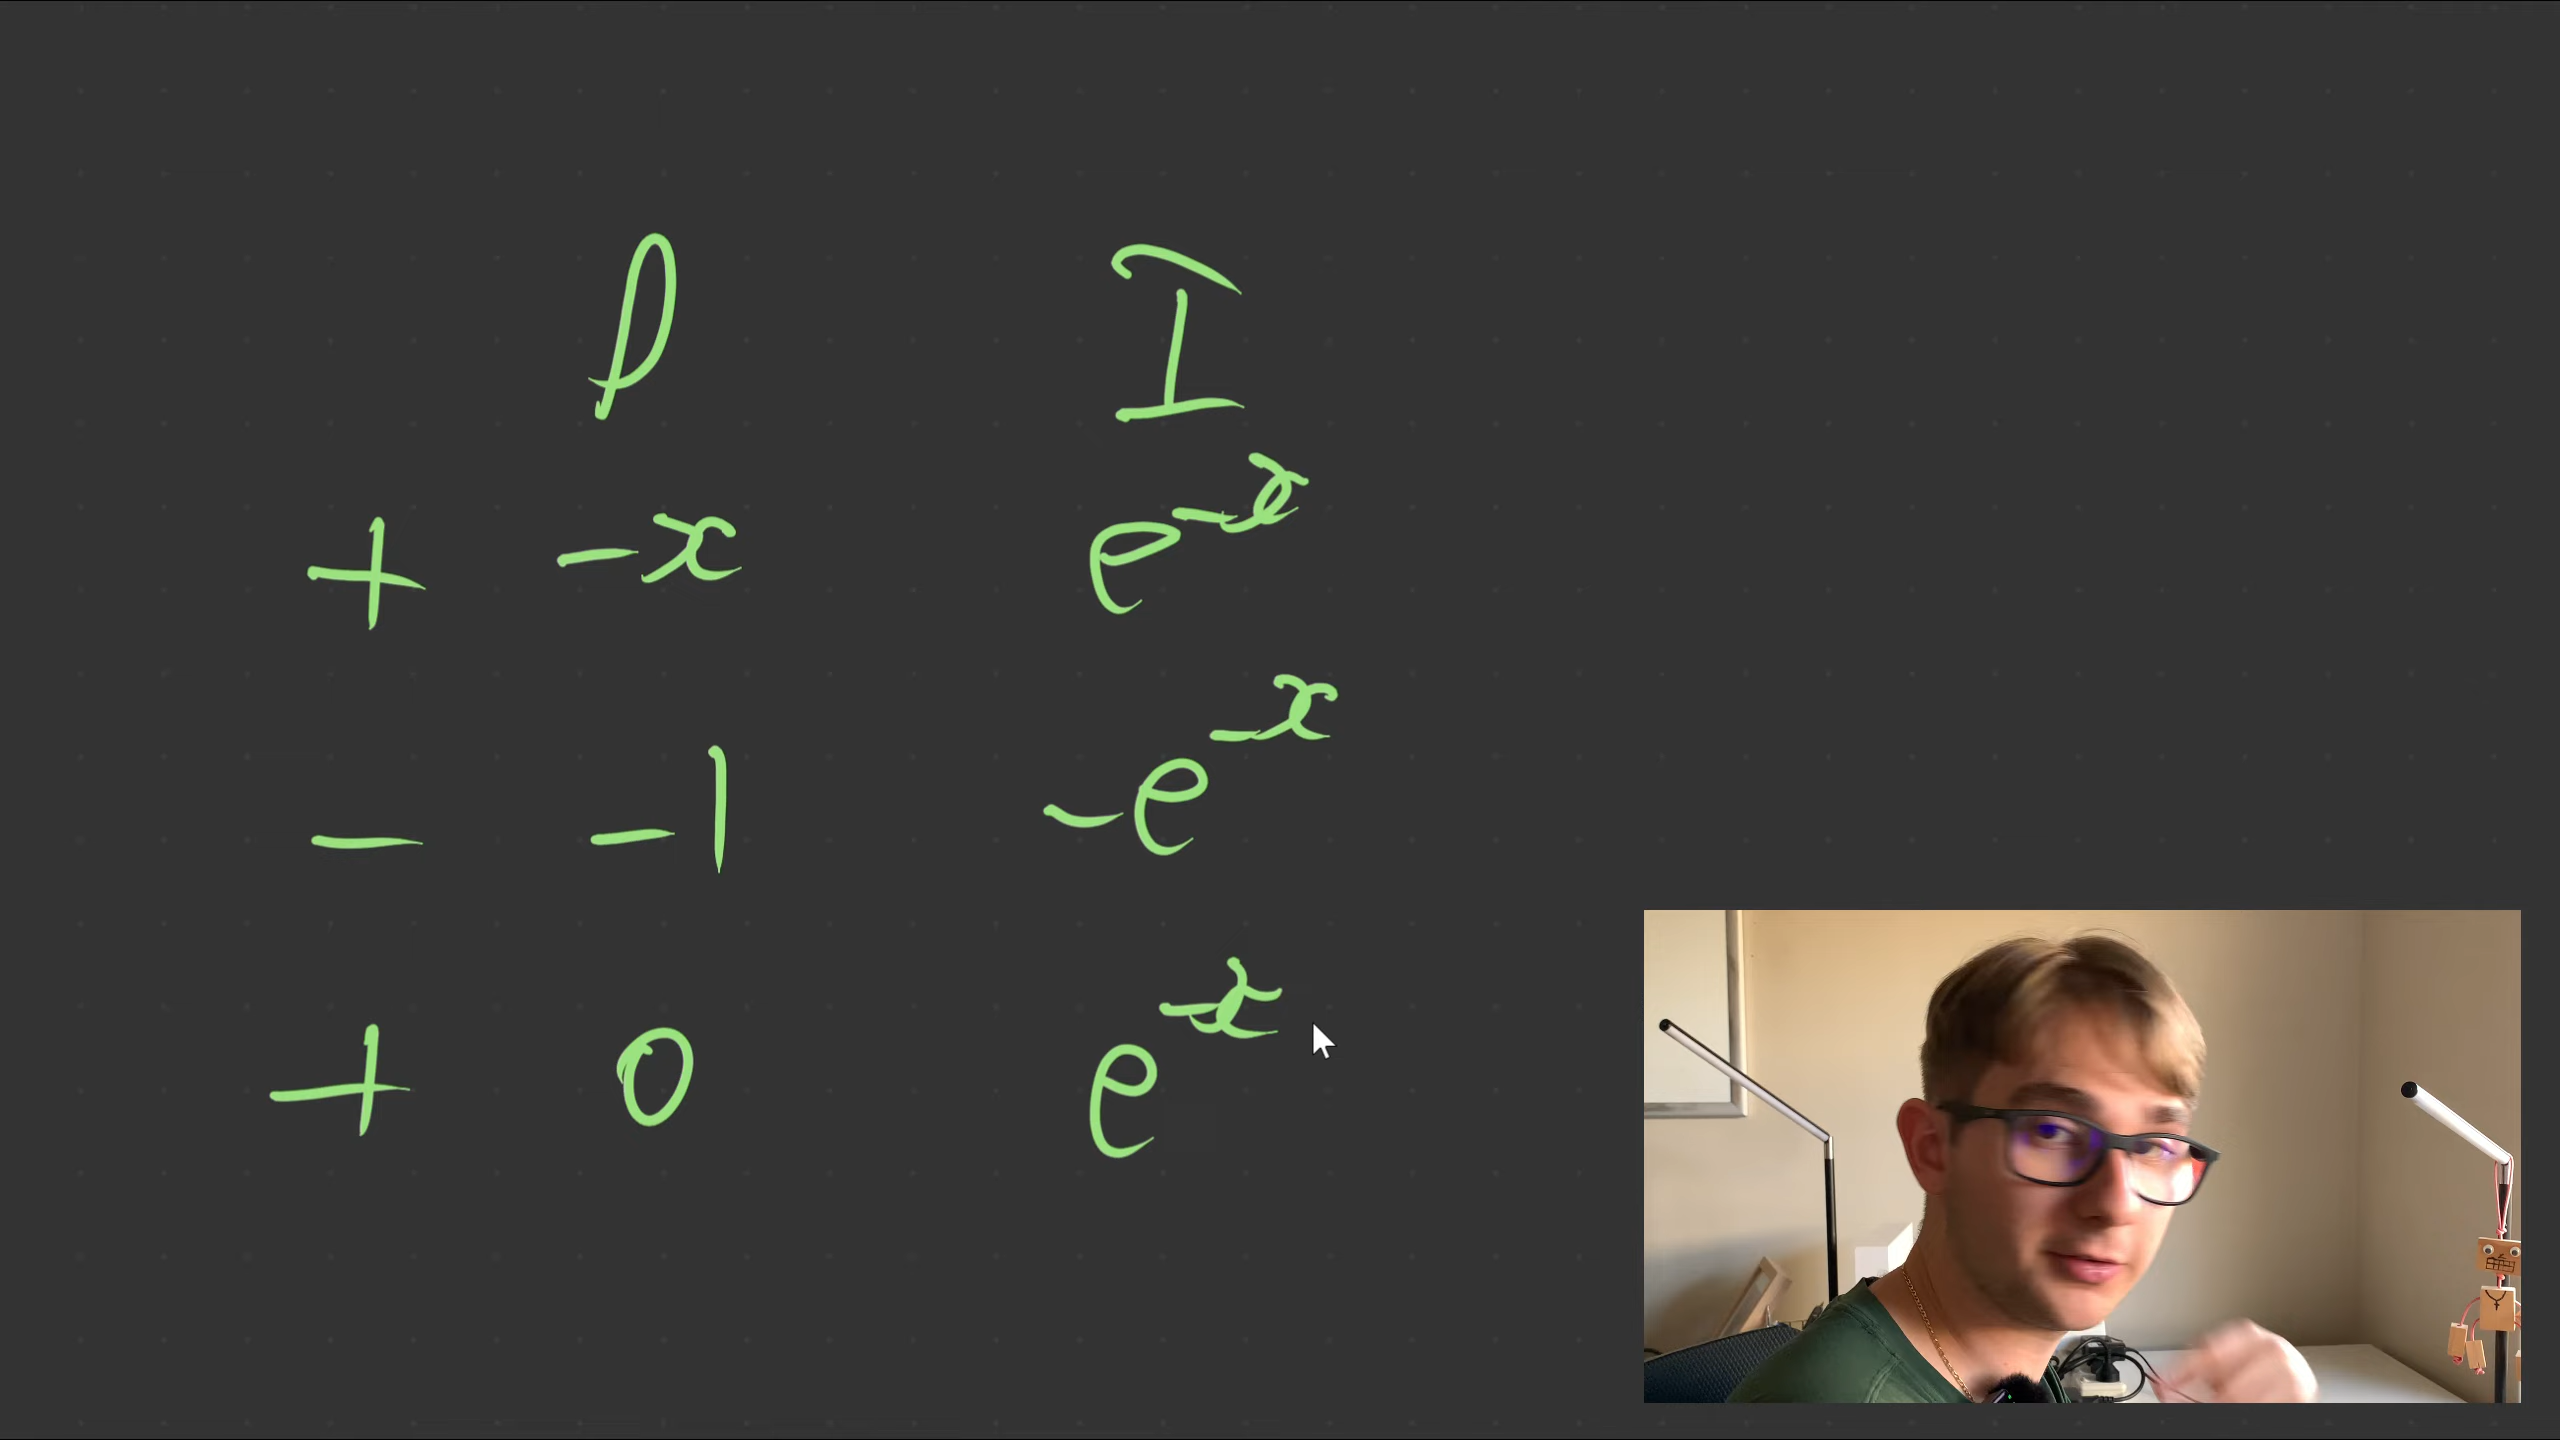 D I
+ -x e^{-x}
- -1 -e^{-x}
+ 0 e^{-x}